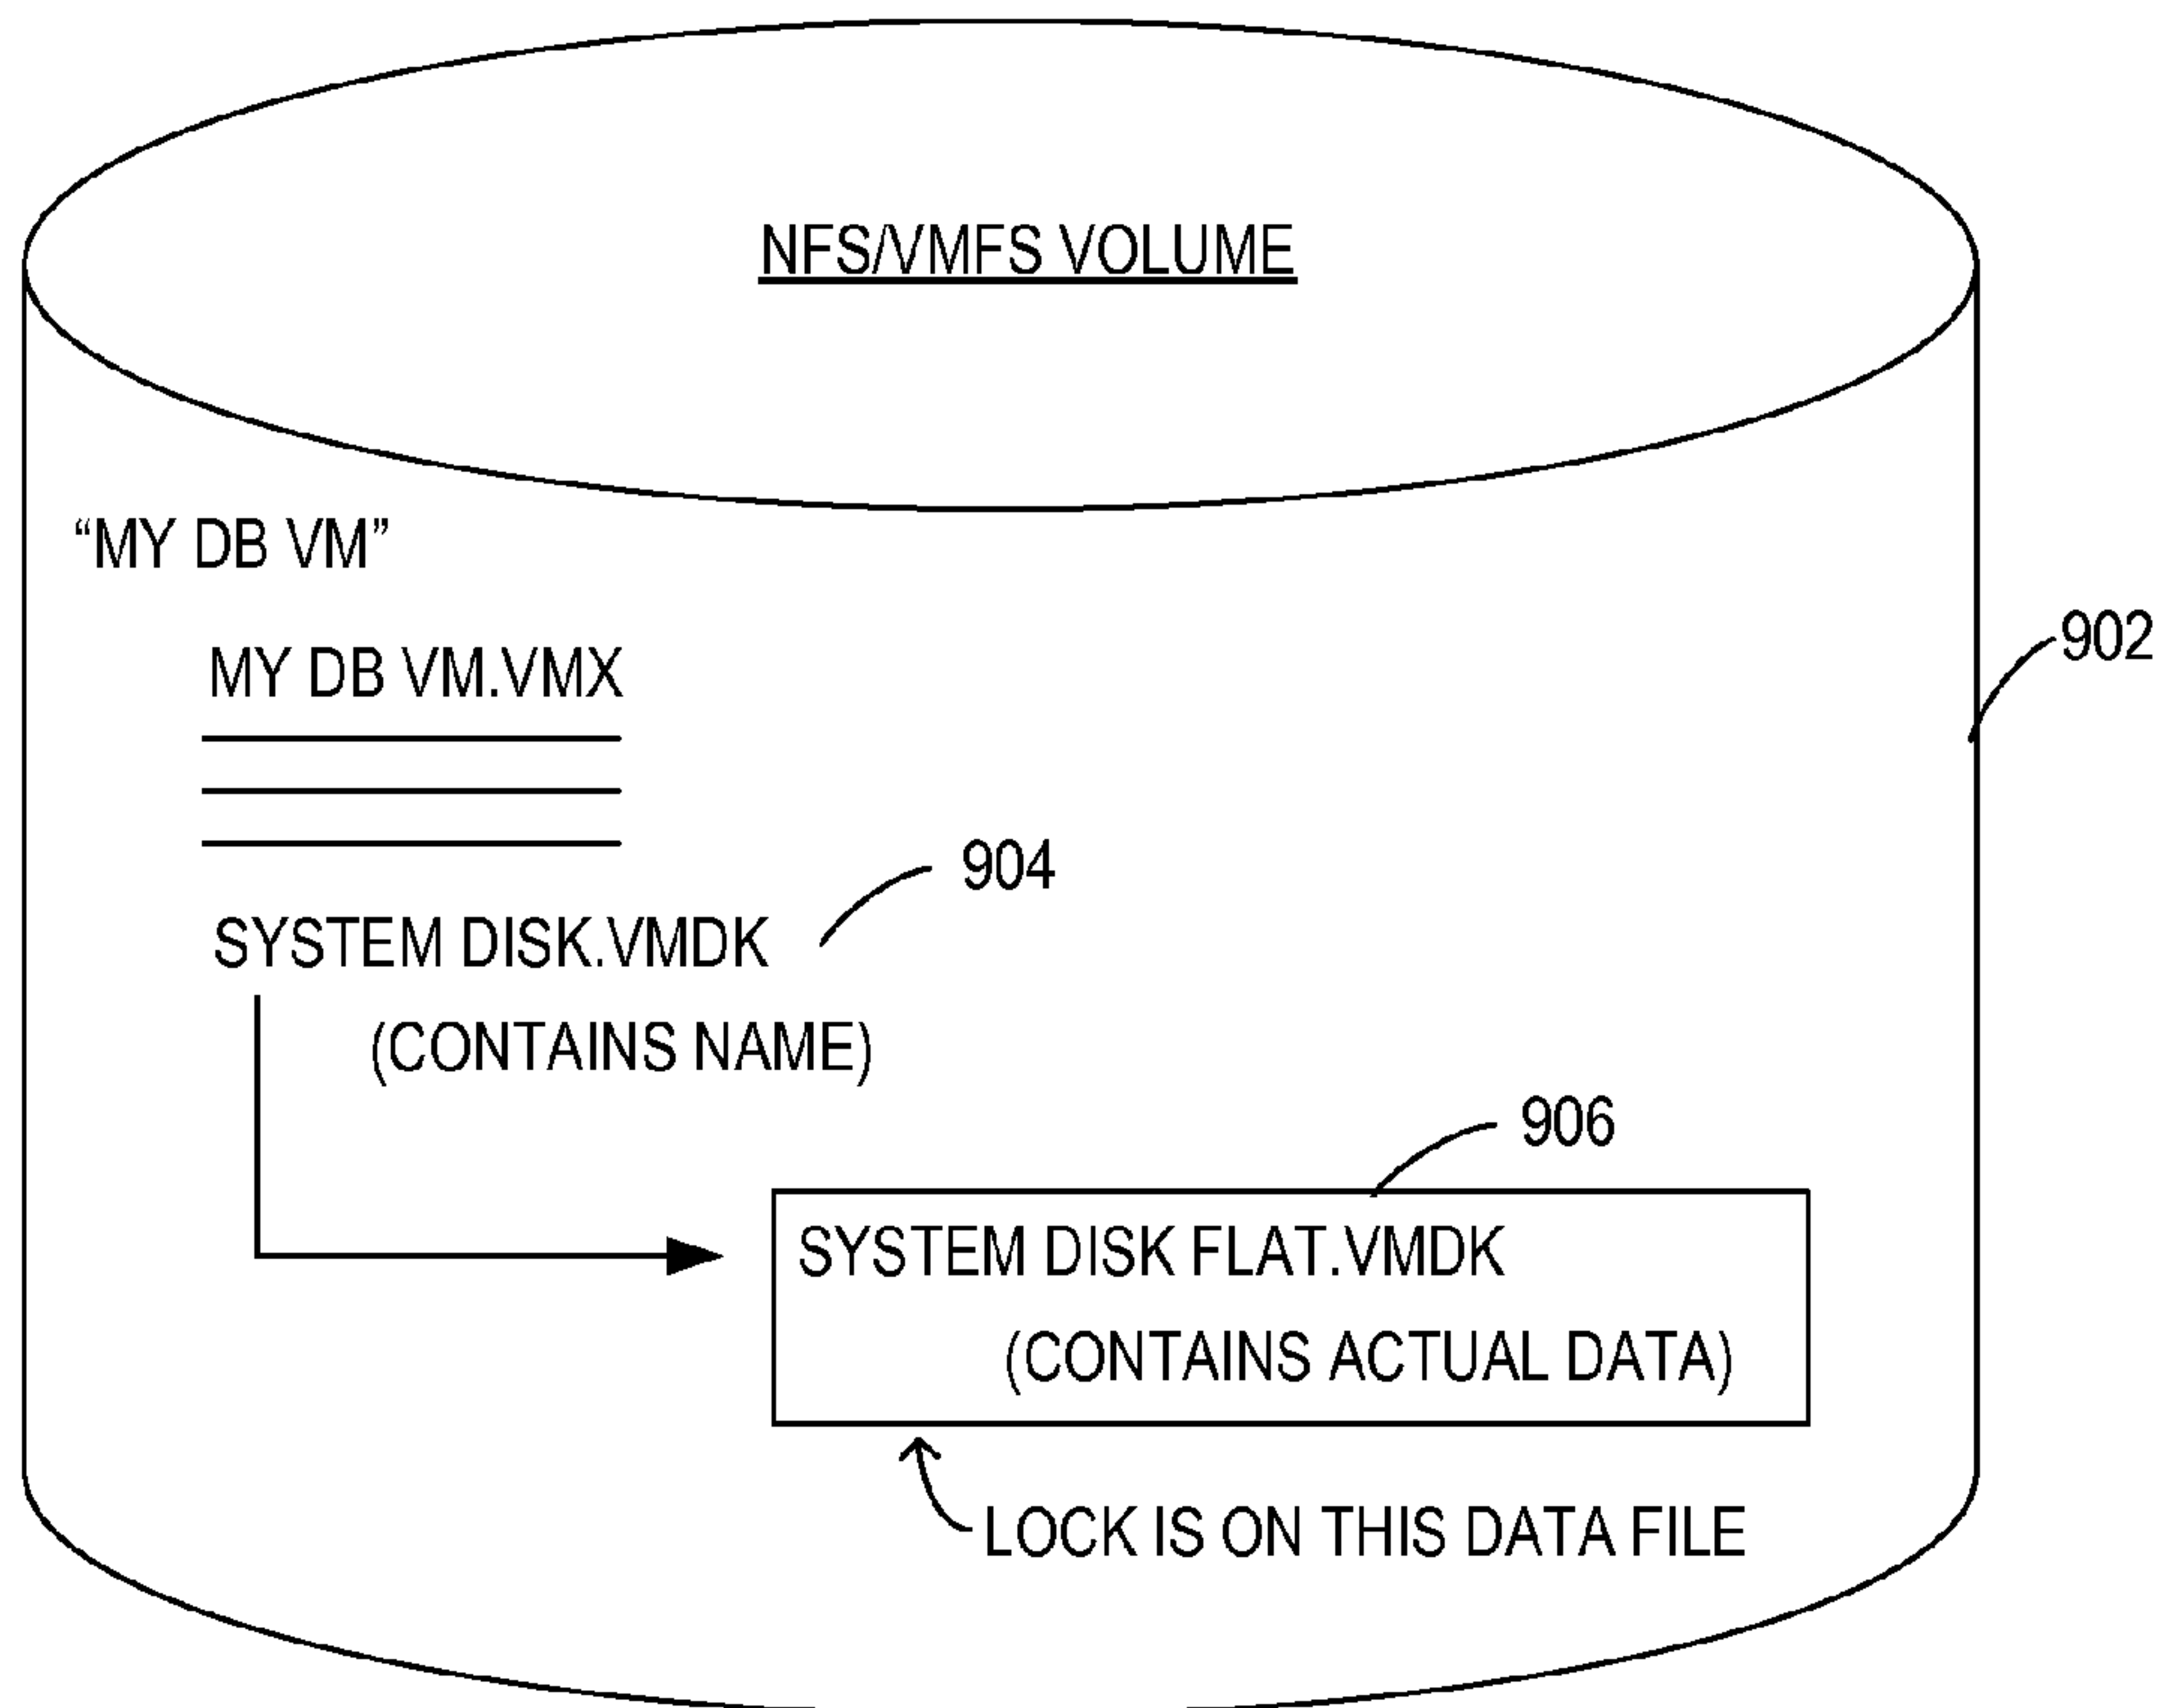 NFS/VMFS VOLUME
“MY DB VM”
MY DB VM.VMX
902
904
SYSTEM DISK.VMDK
(CONTAINS NAME)
906
SYSTEM DISK FLAT.VMDK
(CONTAINS ACTUAL DATA)
LOCK IS ON THIS DATA FILE